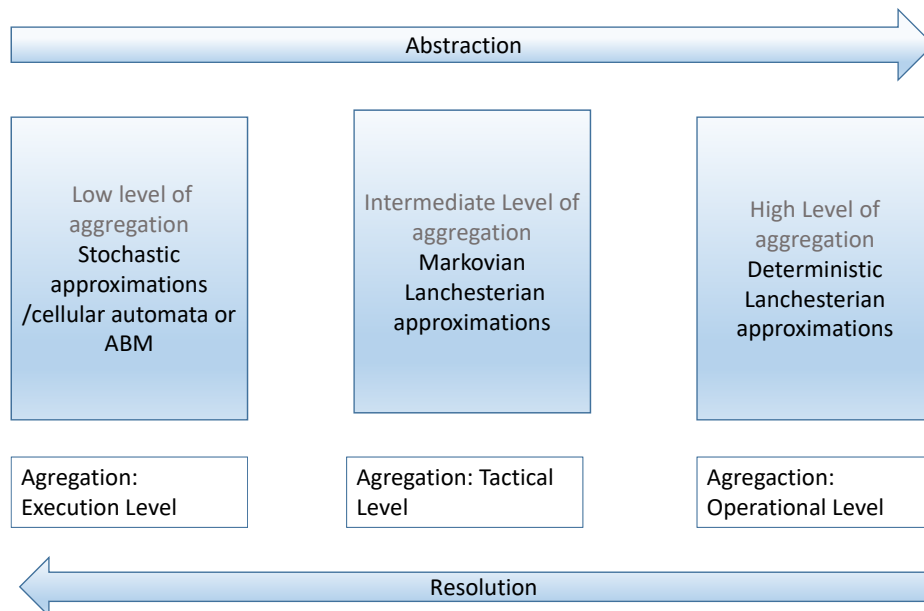 Abstraction
Low level of
aggregation
Stochastic
approximations
/cellular automata or
ABM
Intermediate Level of
aggregation
Markovian
Lanchesterian
approximations
High Level of
aggregation
Deterministic
Lanchesterian
approximations
Agregation:
Execution Level
Agregation: Tactical
Level
Agregaction:
Operational Level
Resolution